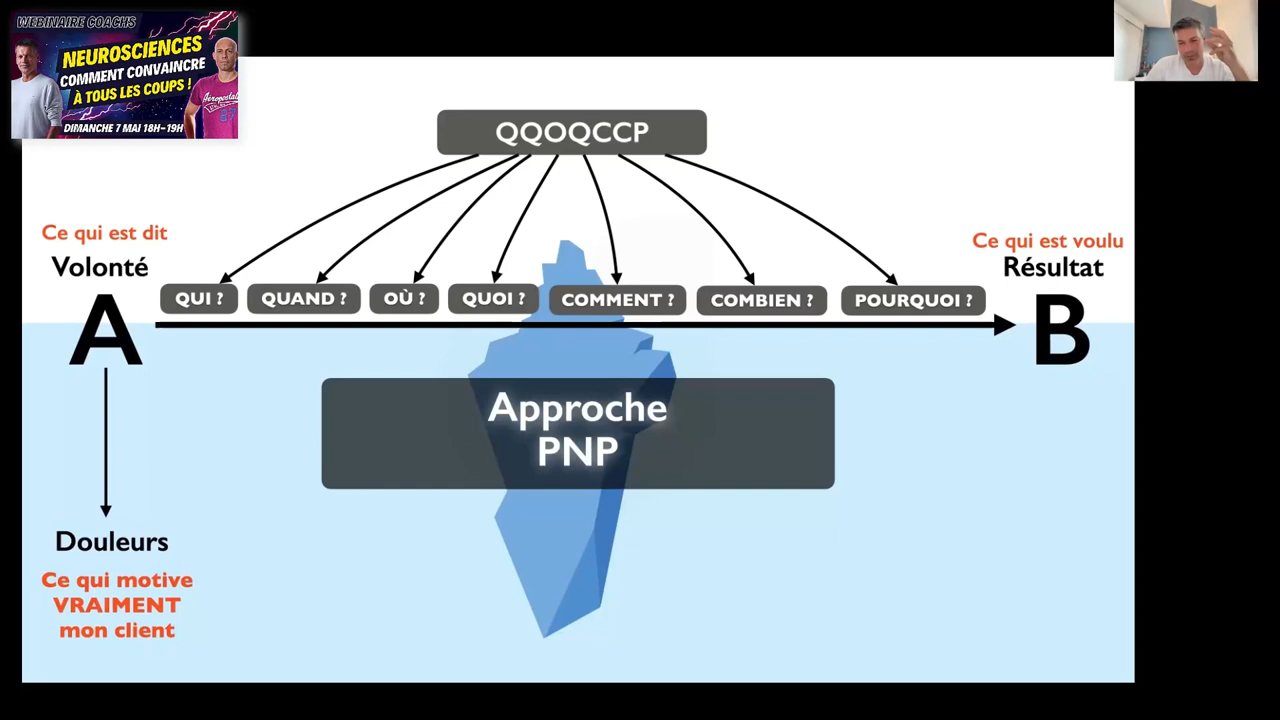 WEBINAIRE COACHS
NEUROSCIENCES
COMMENT CONVAINCRE
À TOUS LES COUPS !
Aéropostale
87
DIMANCHE 7 MAI 18H-19H
QQOQCCP
Ce qui est dit
Volonté
A
QUI ?
QUAND ?
OÙ ?
QUOI ?
COMMENT ?
COMBIEN ?
POURQUOI ?
Ce qui est voulu
Résultat
B
Approche
PNP
Douleurs
Ce qui motive
VRAIMENT
mon client